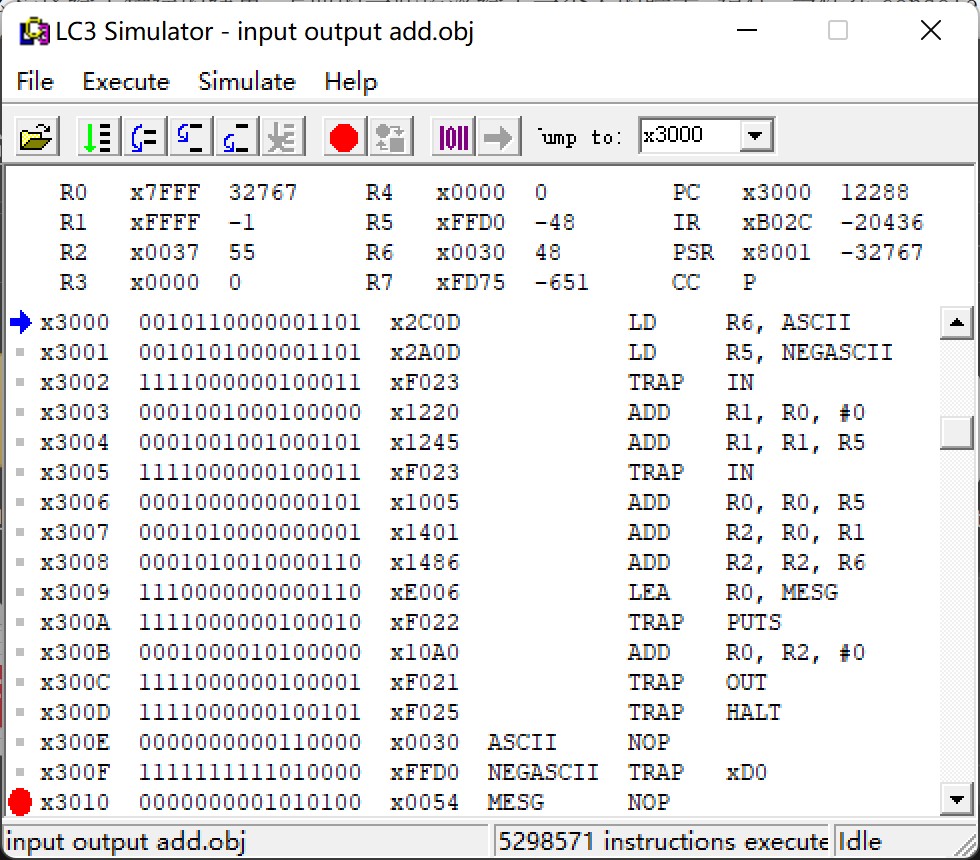 LC3 Simulator - input output add.obj
File Execute Simulate Help
Jump to: x3000
R0 x7FFF 32767 R4 x0000 0 PC x3000 12288
R1 xFFFF -1 R5 xFFD0 -48 IR xB02C -20436
R2 x0037 55 R6 x0030 48 PSR x8001 -32767
R3 x0000 0 R7 xFD75 -651 CC P
x3000 0010110000001101 x2C0D LD R6, ASCII
x3001 0010101000001101 x2A0D LD R5, NEGASCII
x3002 1111000000100011 xF023 TRAP IN
x3003 0001001000100000 x1220 ADD R1, R0, #0
x3004 0001001001000101 x1245 ADD R1, R1, R5
x3005 1111000000100011 xF023 TRAP IN
x3006 0001000000000101 x1005 ADD R0, R0, R5
x3007 0001010000000001 x1401 ADD R2, R0, R1
x3008 0001010010000110 x1486 ADD R2, R2, R6
x3009 1110000000000110 xE006 LEA R0, MESG
x300A 1111000000100010 xF022 TRAP PUTS
x300B 0001000010100000 x10A0 ADD R0, R2, #0
x300C 1111000000100001 xF021 TRAP OUT
x300D 1111000000100101 xF025 TRAP HALT
x300E 0000000000110000 x0030 ASCII NOP
x300F 1111111111010000 xFFD0 NEGASCII TRAP xD0
x3010 0000000001010100 x0054 MESG NOP
input output add.obj 5298571 instructions execute Idle